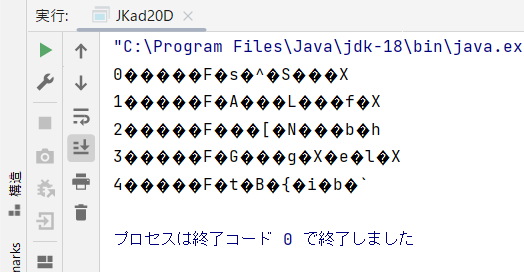 実行: JKad20D ×
"C:\Program Files\Java\jdk-18\bin\java.ex
0�����F�s�^�S���X
1�����F�A���L���f�X
2�����F���[�N���b�h
3�����F�G���g�X�e�l�X
4�����F�t�B�{�i�b�`
プロセスは終了コード 0 で終了しました
構造
marks